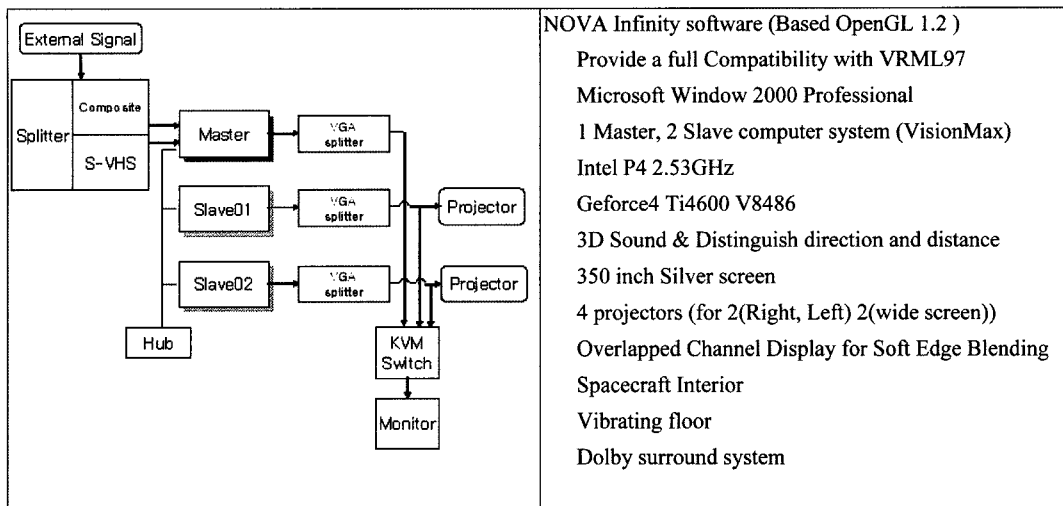 External Signal
Splitter
Composite
S-VHS
Master
VGA
splitter
Slave01
VGA
splitter
Projector
Slave02
VGA
splitter
Projector
Hub
KVM
Switch
Monitor
NOVA Infinity software (Based OpenGL 1.2 )
Provide a full Compatibility with VRML97
Microsoft Window 2000 Professional
1 Master, 2 Slave computer system (VisionMax)
Intel P4 2.53GHz
Geforce4 Ti4600 V8486
3D Sound & Distinguish direction and distance
350 inch Silver screen
4 projectors (for 2(Right, Left) 2(wide screen))
Overlapped Channel Display for Soft Edge Blending
Spacecraft Interior
Vibrating floor
Dolby surround system